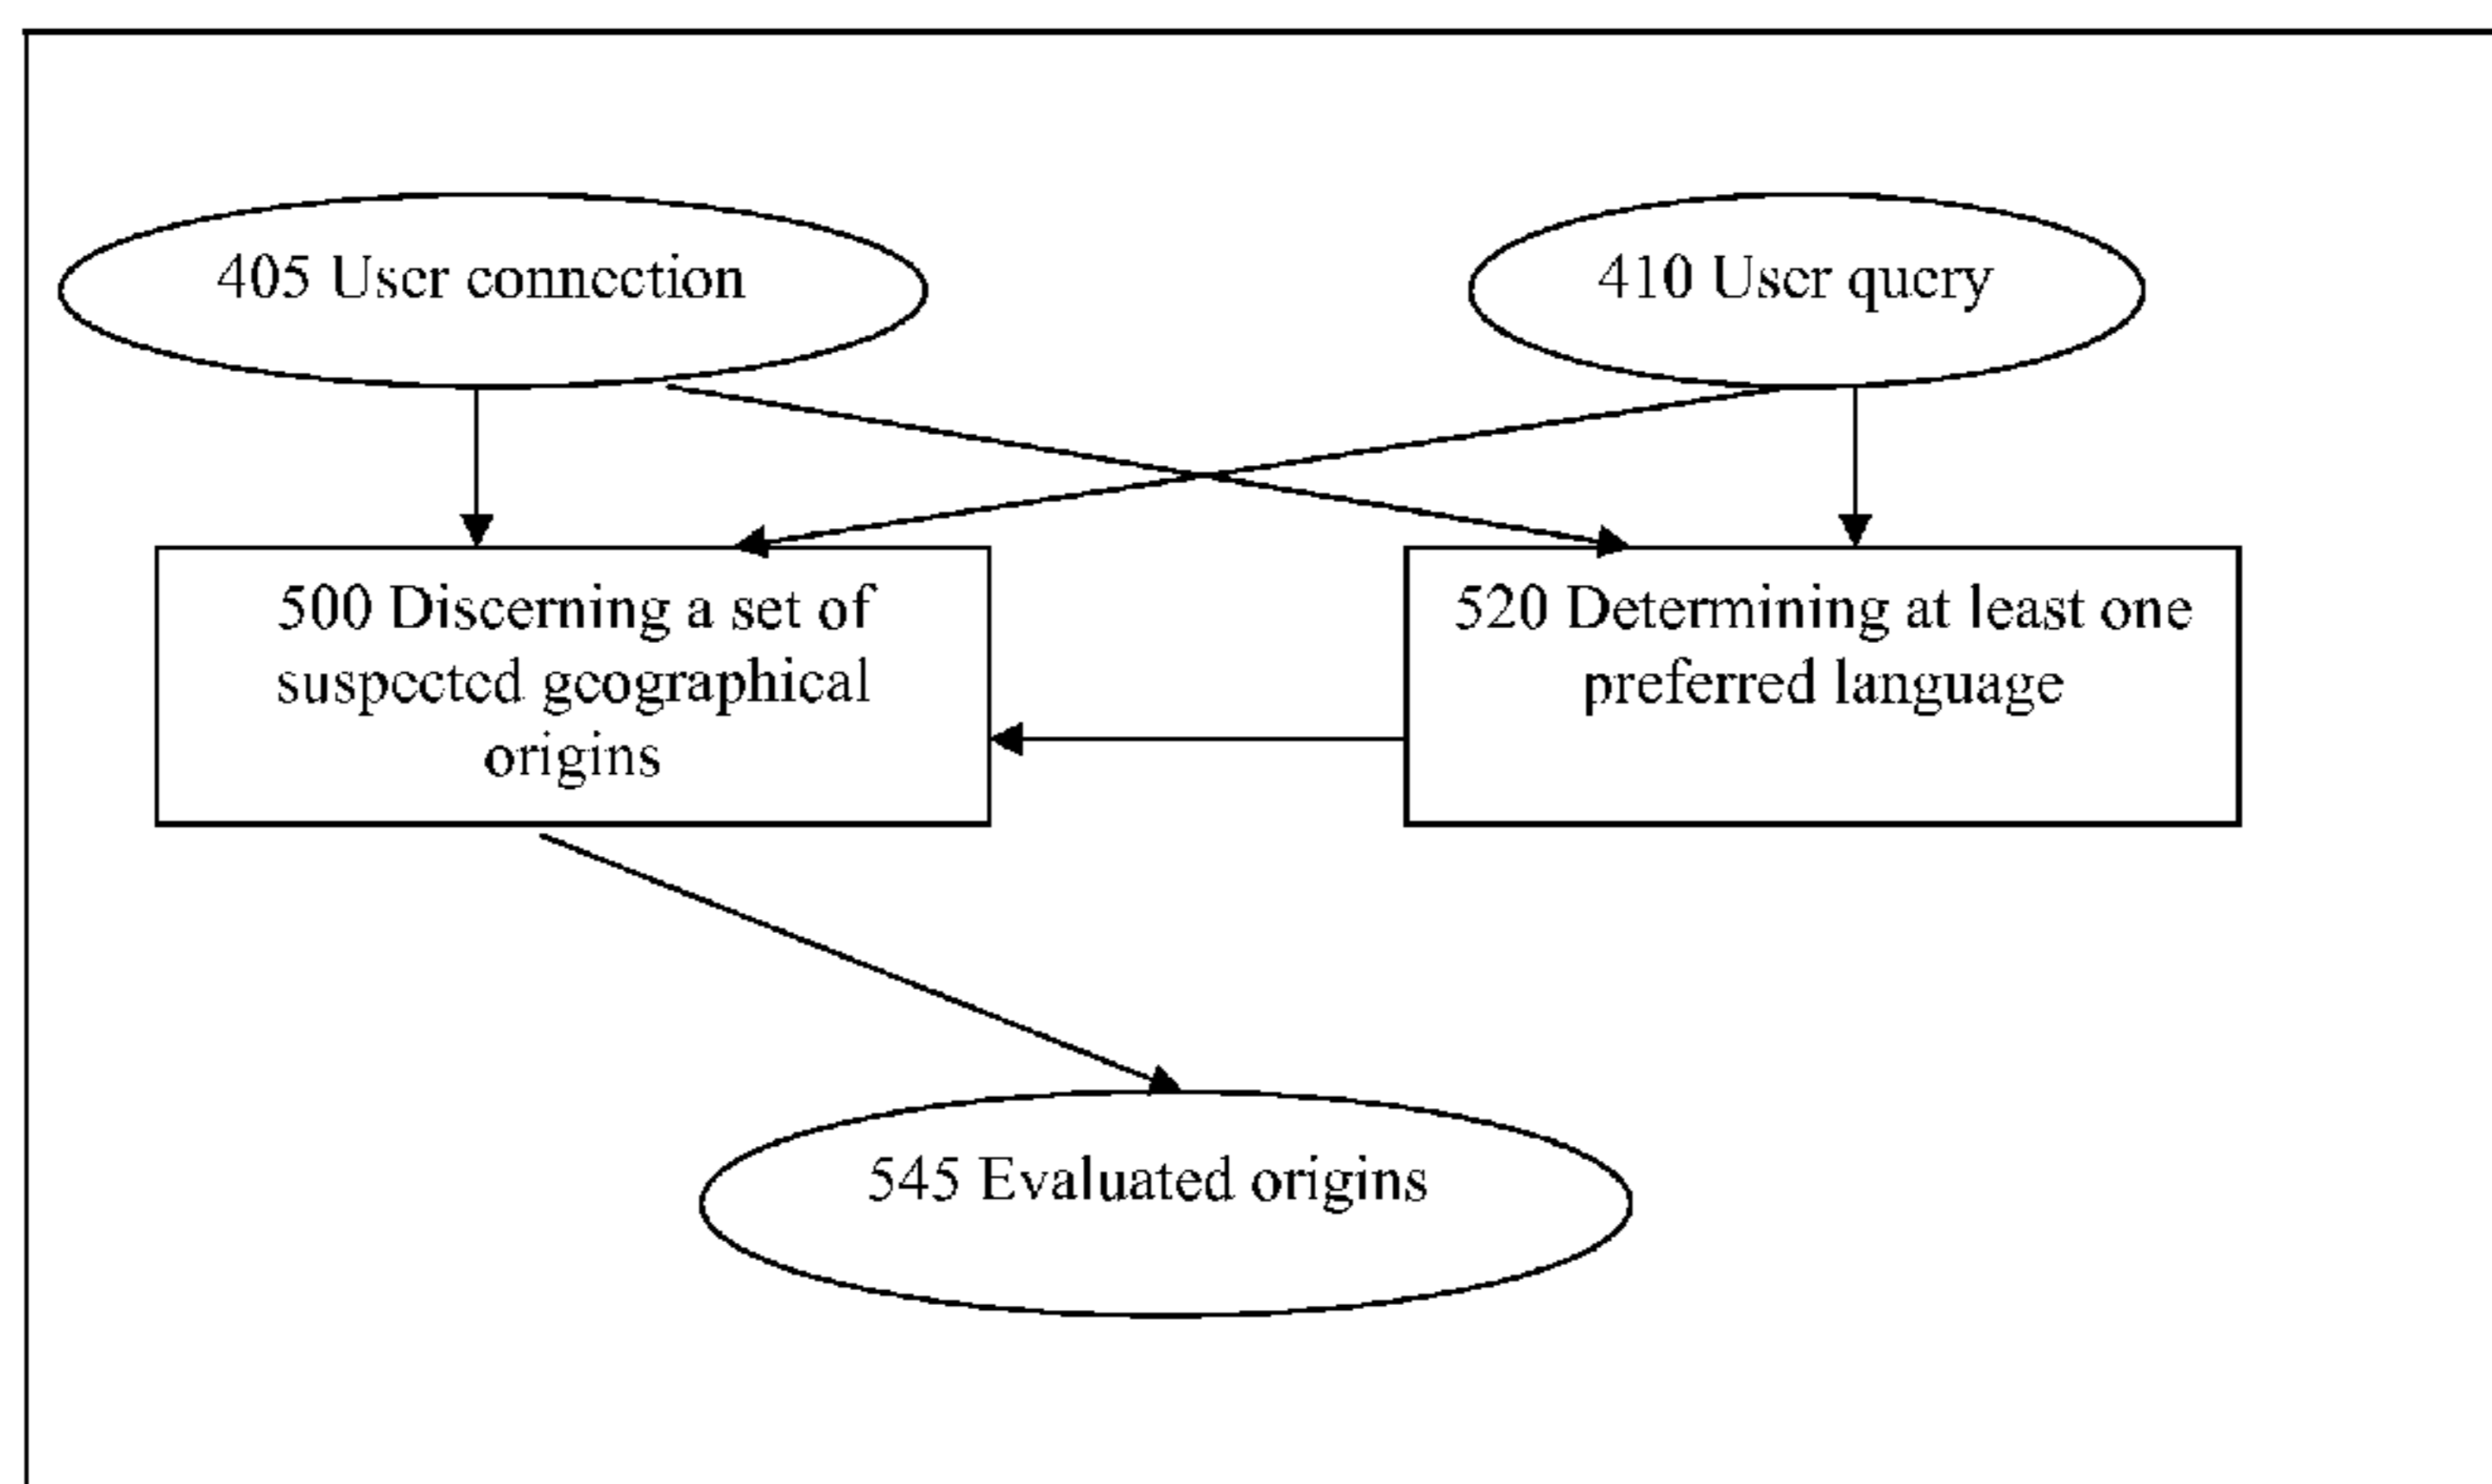 405 User connection
410 User query
500 Discerning a set of
suspected geographical
origins
520 Determining at least one
preferred language
545 Evaluated origins